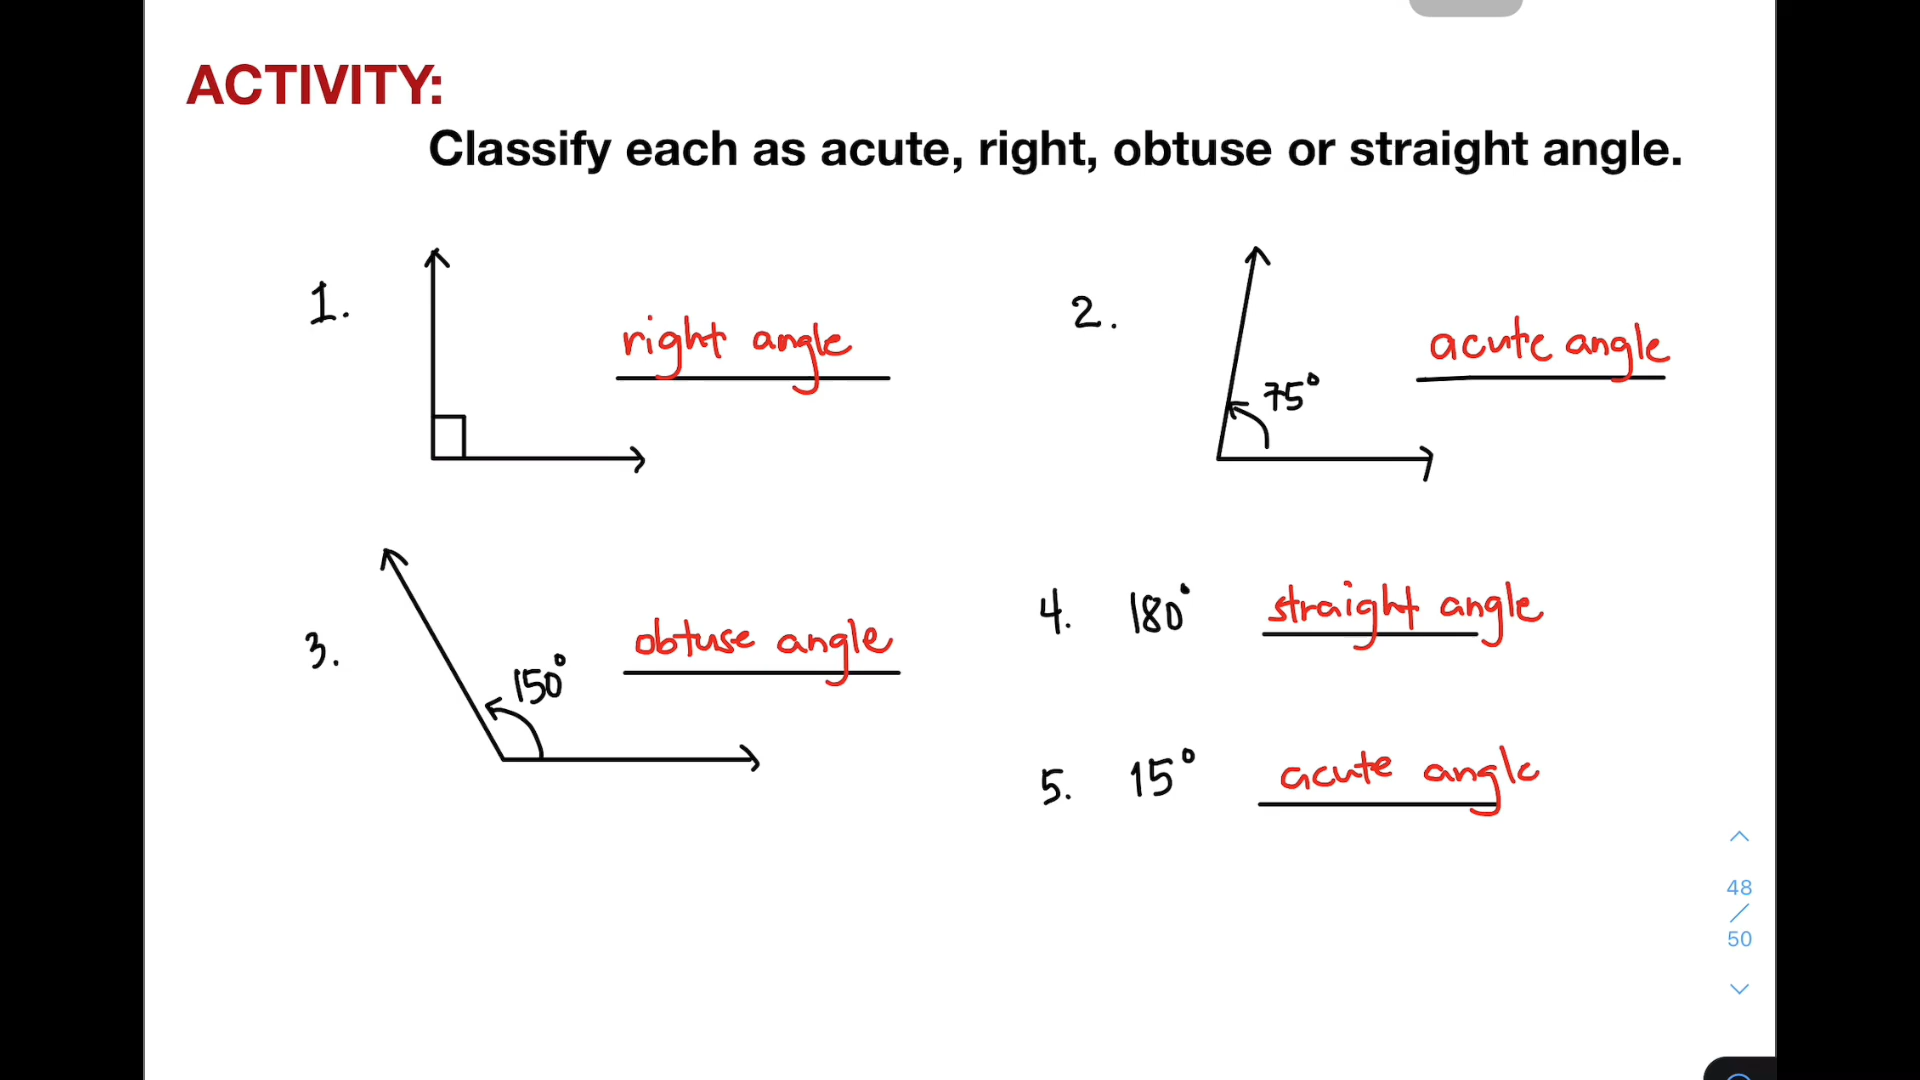 ACTIVITY:
Classify each as acute, right, obtuse or straight angle.
1.
right angle
2.
75°
acute angle
3.
150°
obtuse angle
4. 180° straight angle
5. 15° acute angle
48
/
50